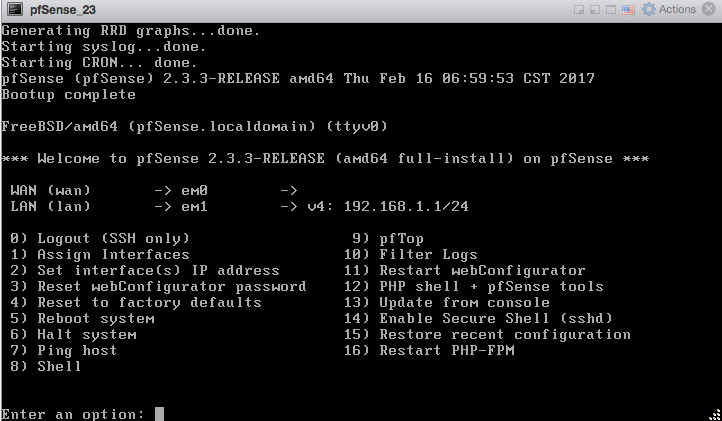 pfSense_23
Actions
Generating RRD graphs...done.
Starting syslog...done.
Starting CRON... done.
pfSense (pfSense) 2.3.3-RELEASE amd64 Thu Feb 16 06:59:53 CST 2017
Bootup complete
FreeBSD/amd64 (pfSense.localdomain) (ttyv0)
*** Welcome to pfSense 2.3.3-RELEASE (amd64 full-install) on pfSense ***
WAN (wan) -> em0 ->
LAN (lan) -> em1 -> v4: 192.168.1.1/24
0) Logout (SSH only) 9) pfTop
1) Assign Interfaces 10) Filter Logs
2) Set interface(s) IP address 11) Restart webConfigurator
3) Reset webConfigurator password 12) PHP shell + pfSense tools
4) Reset to factory defaults 13) Update from console
5) Reboot system 14) Enable Secure Shell (sshd)
6) Halt system 15) Restore recent configuration
7) Ping host 16) Restart PHP-FPM
8) Shell
Enter an option: